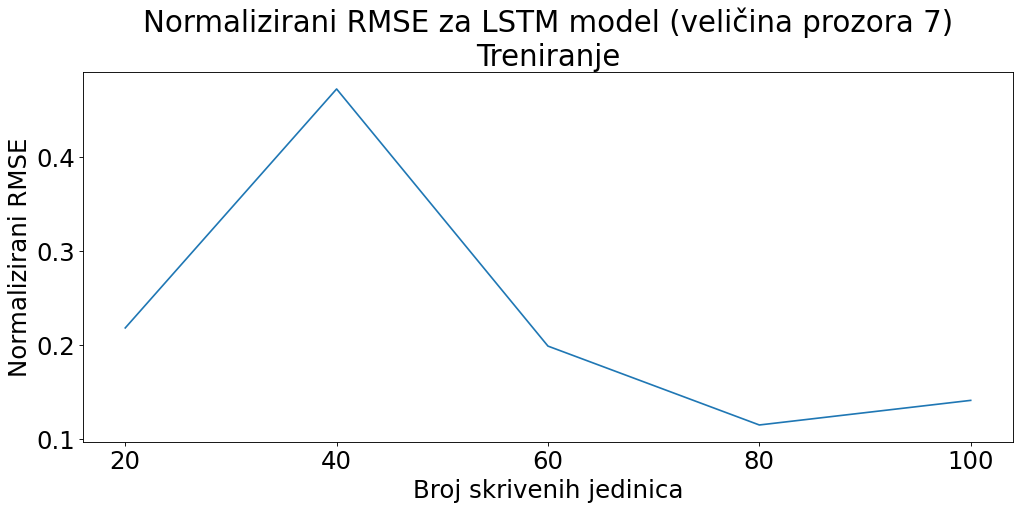 Normalizirani RMSE za LSTM model (veličina prozora 7)
Treniranje
Normalizirani RMSE
0.4
0.3
0.2
0.1
20 40 60 80 100
Broj skrivenih jedinica